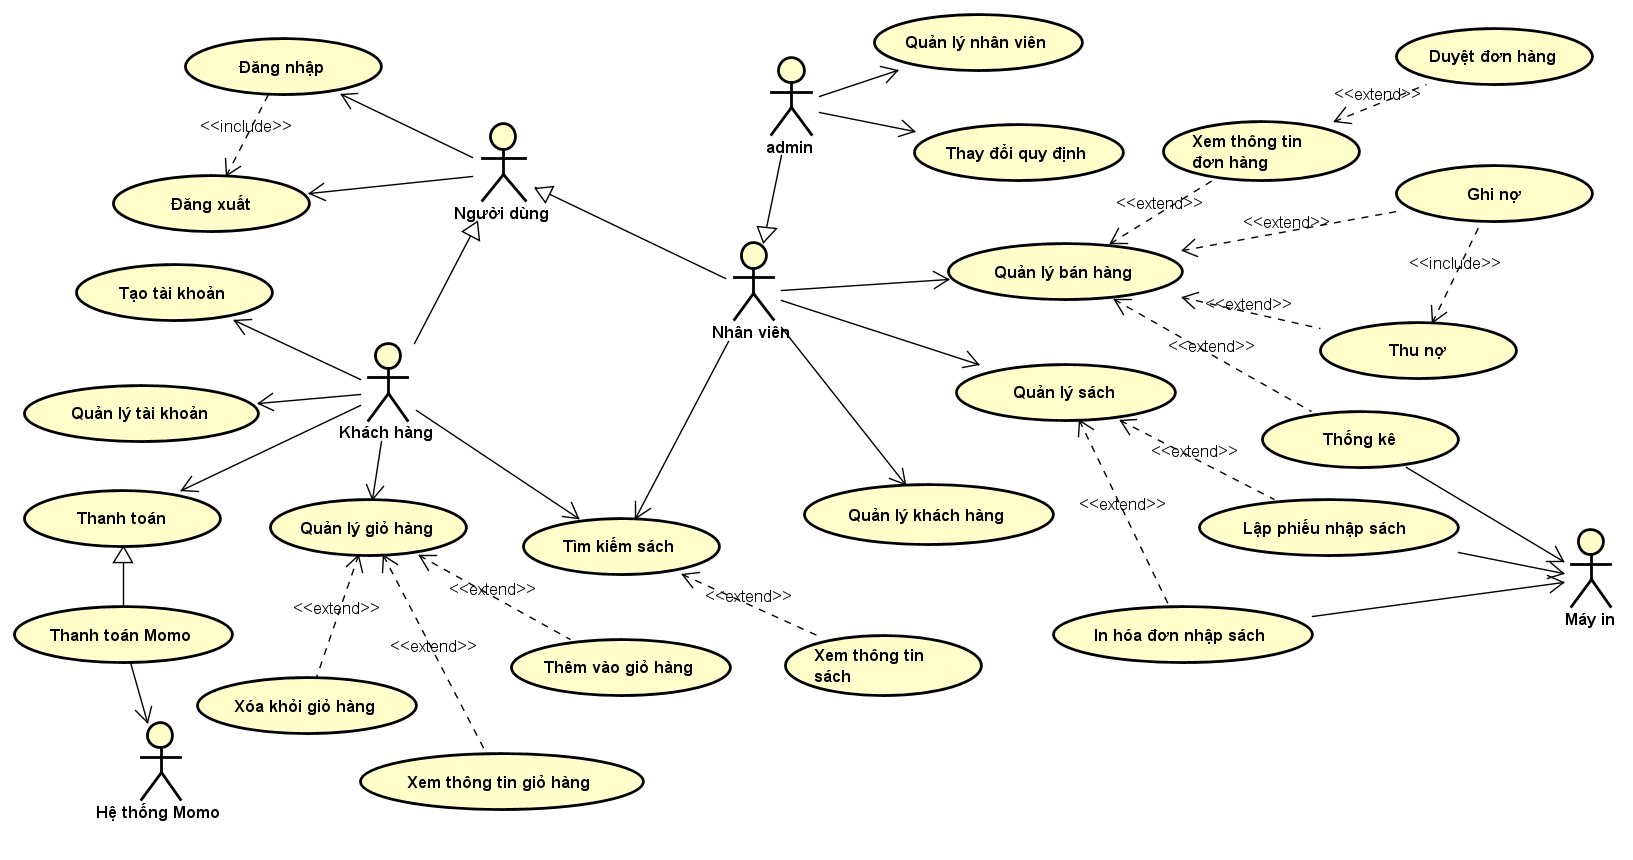 Quản lý nhân viên
Duyệt đơn hàng
Đăng nhập
<<extend>>
<<include>>
admin
Thay đổi quy định
Xem thông tin
đơn hàng
Đăng xuất
Người dùng
<<extend>>
Ghi nợ
<<extend>>
Quản lý bán hàng
<<include>>
Tạo tài khoản
<<extend>>
Nhân viên
<<extend>>
Thu nợ
Quản lý tài khoản
Khách hàng
Quản lý sách
Thống kê
<<extend>>
<<extend>>
Thanh toán
Quản lý giỏ hàng
Tìm kiếm sách
Quản lý khách hàng
Lập phiếu nhập sách
<<extend>>
<<extend>>
<<extend>>
Máy in
Thanh toán Momo
<<extend>>
In hóa đơn nhập sách
Thêm vào giỏ hàng
Xem thông tin
sách
Xóa khỏi giỏ hàng
Xem thông tin giỏ hàng
Hệ thống Momo